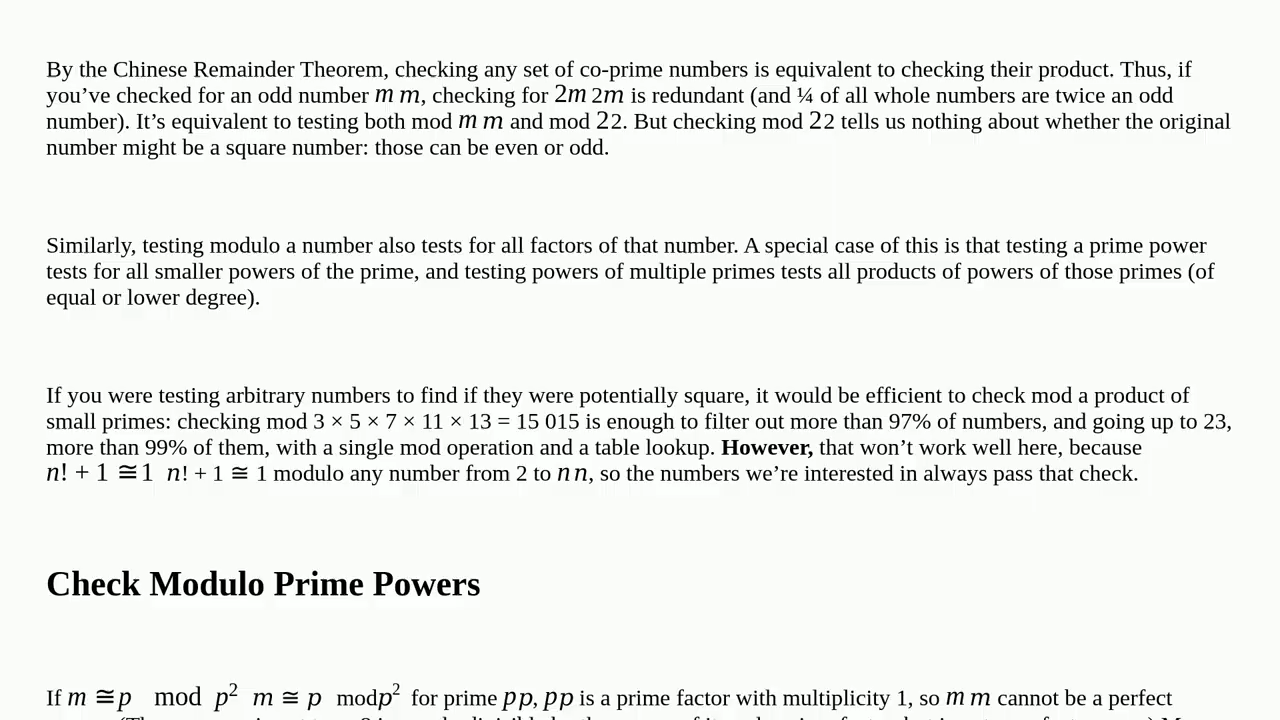 By the Chinese Remainder Theorem, checking any set of co-prime numbers is equivalent to checking their product. Thus, if
you’ve checked for an odd number m m, checking for 2m 2m is redundant (and ¼ of all whole numbers are twice an odd
number). It’s equivalent to testing both mod m m and mod 22. But checking mod 22 tells us nothing about whether the original
number might be a square number: those can be even or odd.
Similarly, testing modulo a number also tests for all factors of that number. A special case of this is that testing a prime power
tests for all smaller powers of the prime, and testing powers of multiple primes tests all products of powers of those primes (of
equal or lower degree).
If you were testing arbitrary numbers to find if they were potentially square, it would be efficient to check mod a product of
small primes: checking mod 3 × 5 × 7 × 11 × 13 = 15 015 is enough to filter out more than 97% of numbers, and going up to 23,
more than 99% of them, with a single mod operation and a table lookup. However, that won’t work well here, because
n! + 1 ≅1 n! + 1 ≅ 1 modulo any number from 2 to n n, so the numbers we’re interested in always pass that check.
Check Modulo Prime Powers
If m ≅p mod p² m ≅ p modp² for prime pp, pp is a prime factor with multiplicity 1, so m m cannot be a perfect